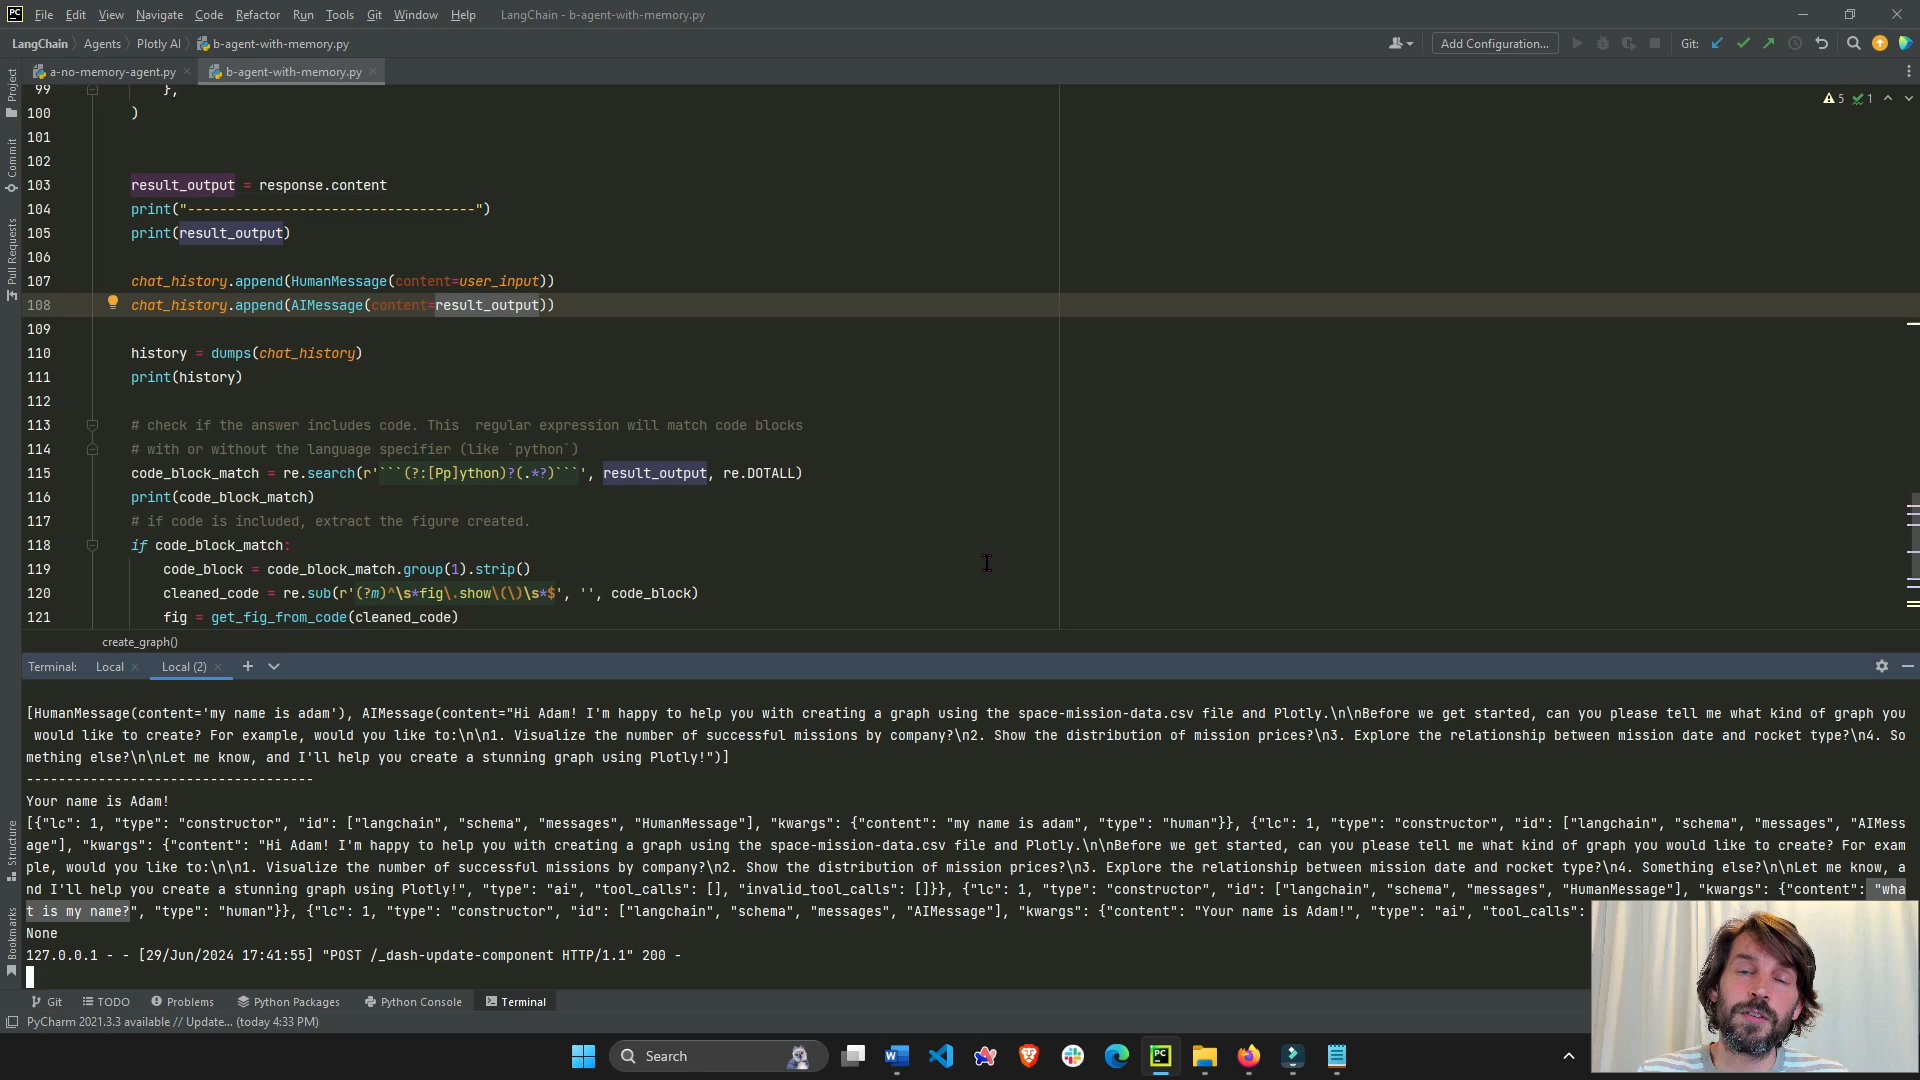 PC File Edit View Navigate Code Refactor Run Tools Git Window Help LangChain - b-agent-with-memory.py
LangChain Agents Plotly AI b-agent-with-memory.py Add Configuration... Git:
a-no-memory-agent.py b-agent-with-memory.py
Project
Commit
Pull Requests
Structure
Bookmarks
5 1
99 },
100 )
101
102
103 result_output = response.content
104 print("------------------------------------")
105 print(result_output)
106
107 chat_history.append(HumanMessage(content=user_input))
108 chat_history.append(AIMessage(content=result_output))
109
110 history = dumps(chat_history)
111 print(history)
112
113 # check if the answer includes code. This  regular expression will match code blocks
114 # with or without the language specifier (like `python`)
115 code_block_match = re.search(r'```(?:[Pp]ython)?(.*?)```', result_output, re.DOTALL)
116 print(code_block_match)
117 # if code is included, extract the figure created.
118 if code_block_match:
119 code_block = code_block_match.group(1).strip()
120 cleaned_code = re.sub(r'(?m)^\s*fig\.show\(\)\s*$', '', code_block)
121 fig = get_fig_from_code(cleaned_code)
create_graph()
Terminal: Local Local (2)
[HumanMessage(content='my name is adam'), AIMessage(content="Hi Adam! I'm happy to help you with creating a graph using the space-mission-data.csv file and Plotly.\n\nBefore we get started, can you please tell me what kind of graph you
would like to create? For example, would you like to:\n\n1. Visualize the number of successful missions by company?\n2. Show the distribution of mission prices?\n3. Explore the relationship between mission date and rocket type?\n4. So
mething else?\n\nLet me know, and I'll help you create a stunning graph using Plotly!")]
------------------------------------
Your name is Adam!
[{"lc": 1, "type": "constructor", "id": ["langchain", "schema", "messages", "HumanMessage"], "kwargs": {"content": "my name is adam", "type": "human"}}, {"lc": 1, "type": "constructor", "id": ["langchain", "schema", "messages", "AIMess
age"], "kwargs": {"content": "Hi Adam! I'm happy to help you with creating a graph using the space-mission-data.csv file and Plotly.\n\nBefore we get started, can you please tell me what kind of graph you would like to create? For exam
ple, would you like to:\n\n1. Visualize the number of successful missions by company?\n2. Show the distribution of mission prices?\n3. Explore the relationship between mission date and rocket type?\n4. Something else?\n\nLet me know, a
nd I'll help you create a stunning graph using Plotly!", "type": "ai", "tool_calls": [], "invalid_tool_calls": []}}, {"lc": 1, "type": "constructor", "id": ["langchain", "schema", "messages", "HumanMessage"], "kwargs": {"content": "wha
t is my name?", "type": "human"}}, {"lc": 1, "type": "constructor", "id": ["langchain", "schema", "messages", "AIMessage"], "kwargs": {"content": "Your name is Adam!", "type": "ai", "tool_calls":
None
127.0.0.1 - - [29/Jun/2024 17:41:55] "POST /_dash-update-component HTTP/1.1" 200 -
Git TODO Problems Python Packages Python Console Terminal
PyCharm 2021.3.3 available // Update... (today 4:33 PM)
Search